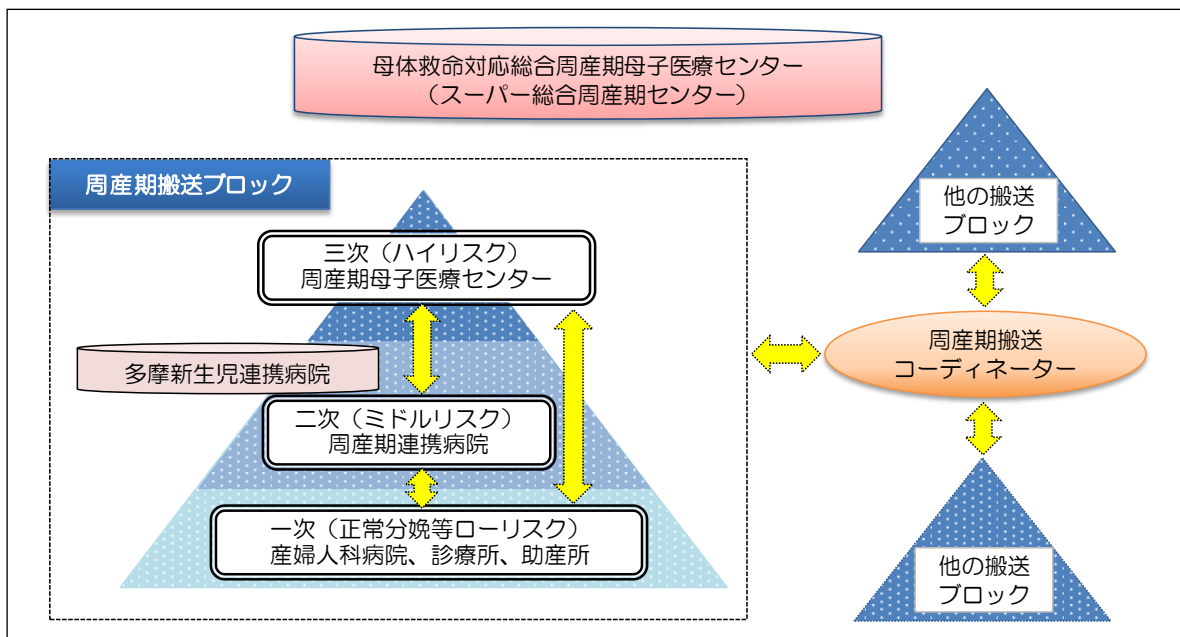 母体救命対応総合周産期母子医療センター
（スーパー総合周産期センター）
周産期搬送ブロック
三次（ハイリスク）
周産期母子医療センター
多摩新生児連携病院
二次（ミドルリスク）
周産期連携病院
一次（正常分娩等ローリスク）
産婦人科病院、診療所、助産所
他の搬送
ブロック
周産期搬送
コーディネーター
他の搬送
ブロック